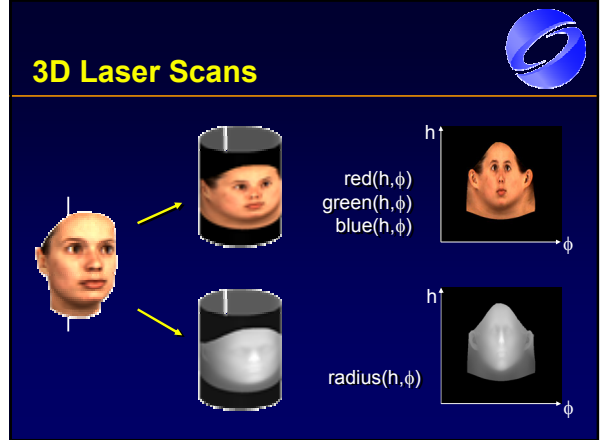 3D Laser Scans
h
red(h,ϕ)
green(h,ϕ)
blue(h,ϕ)
ϕ
h
radius(h,ϕ)
ϕ